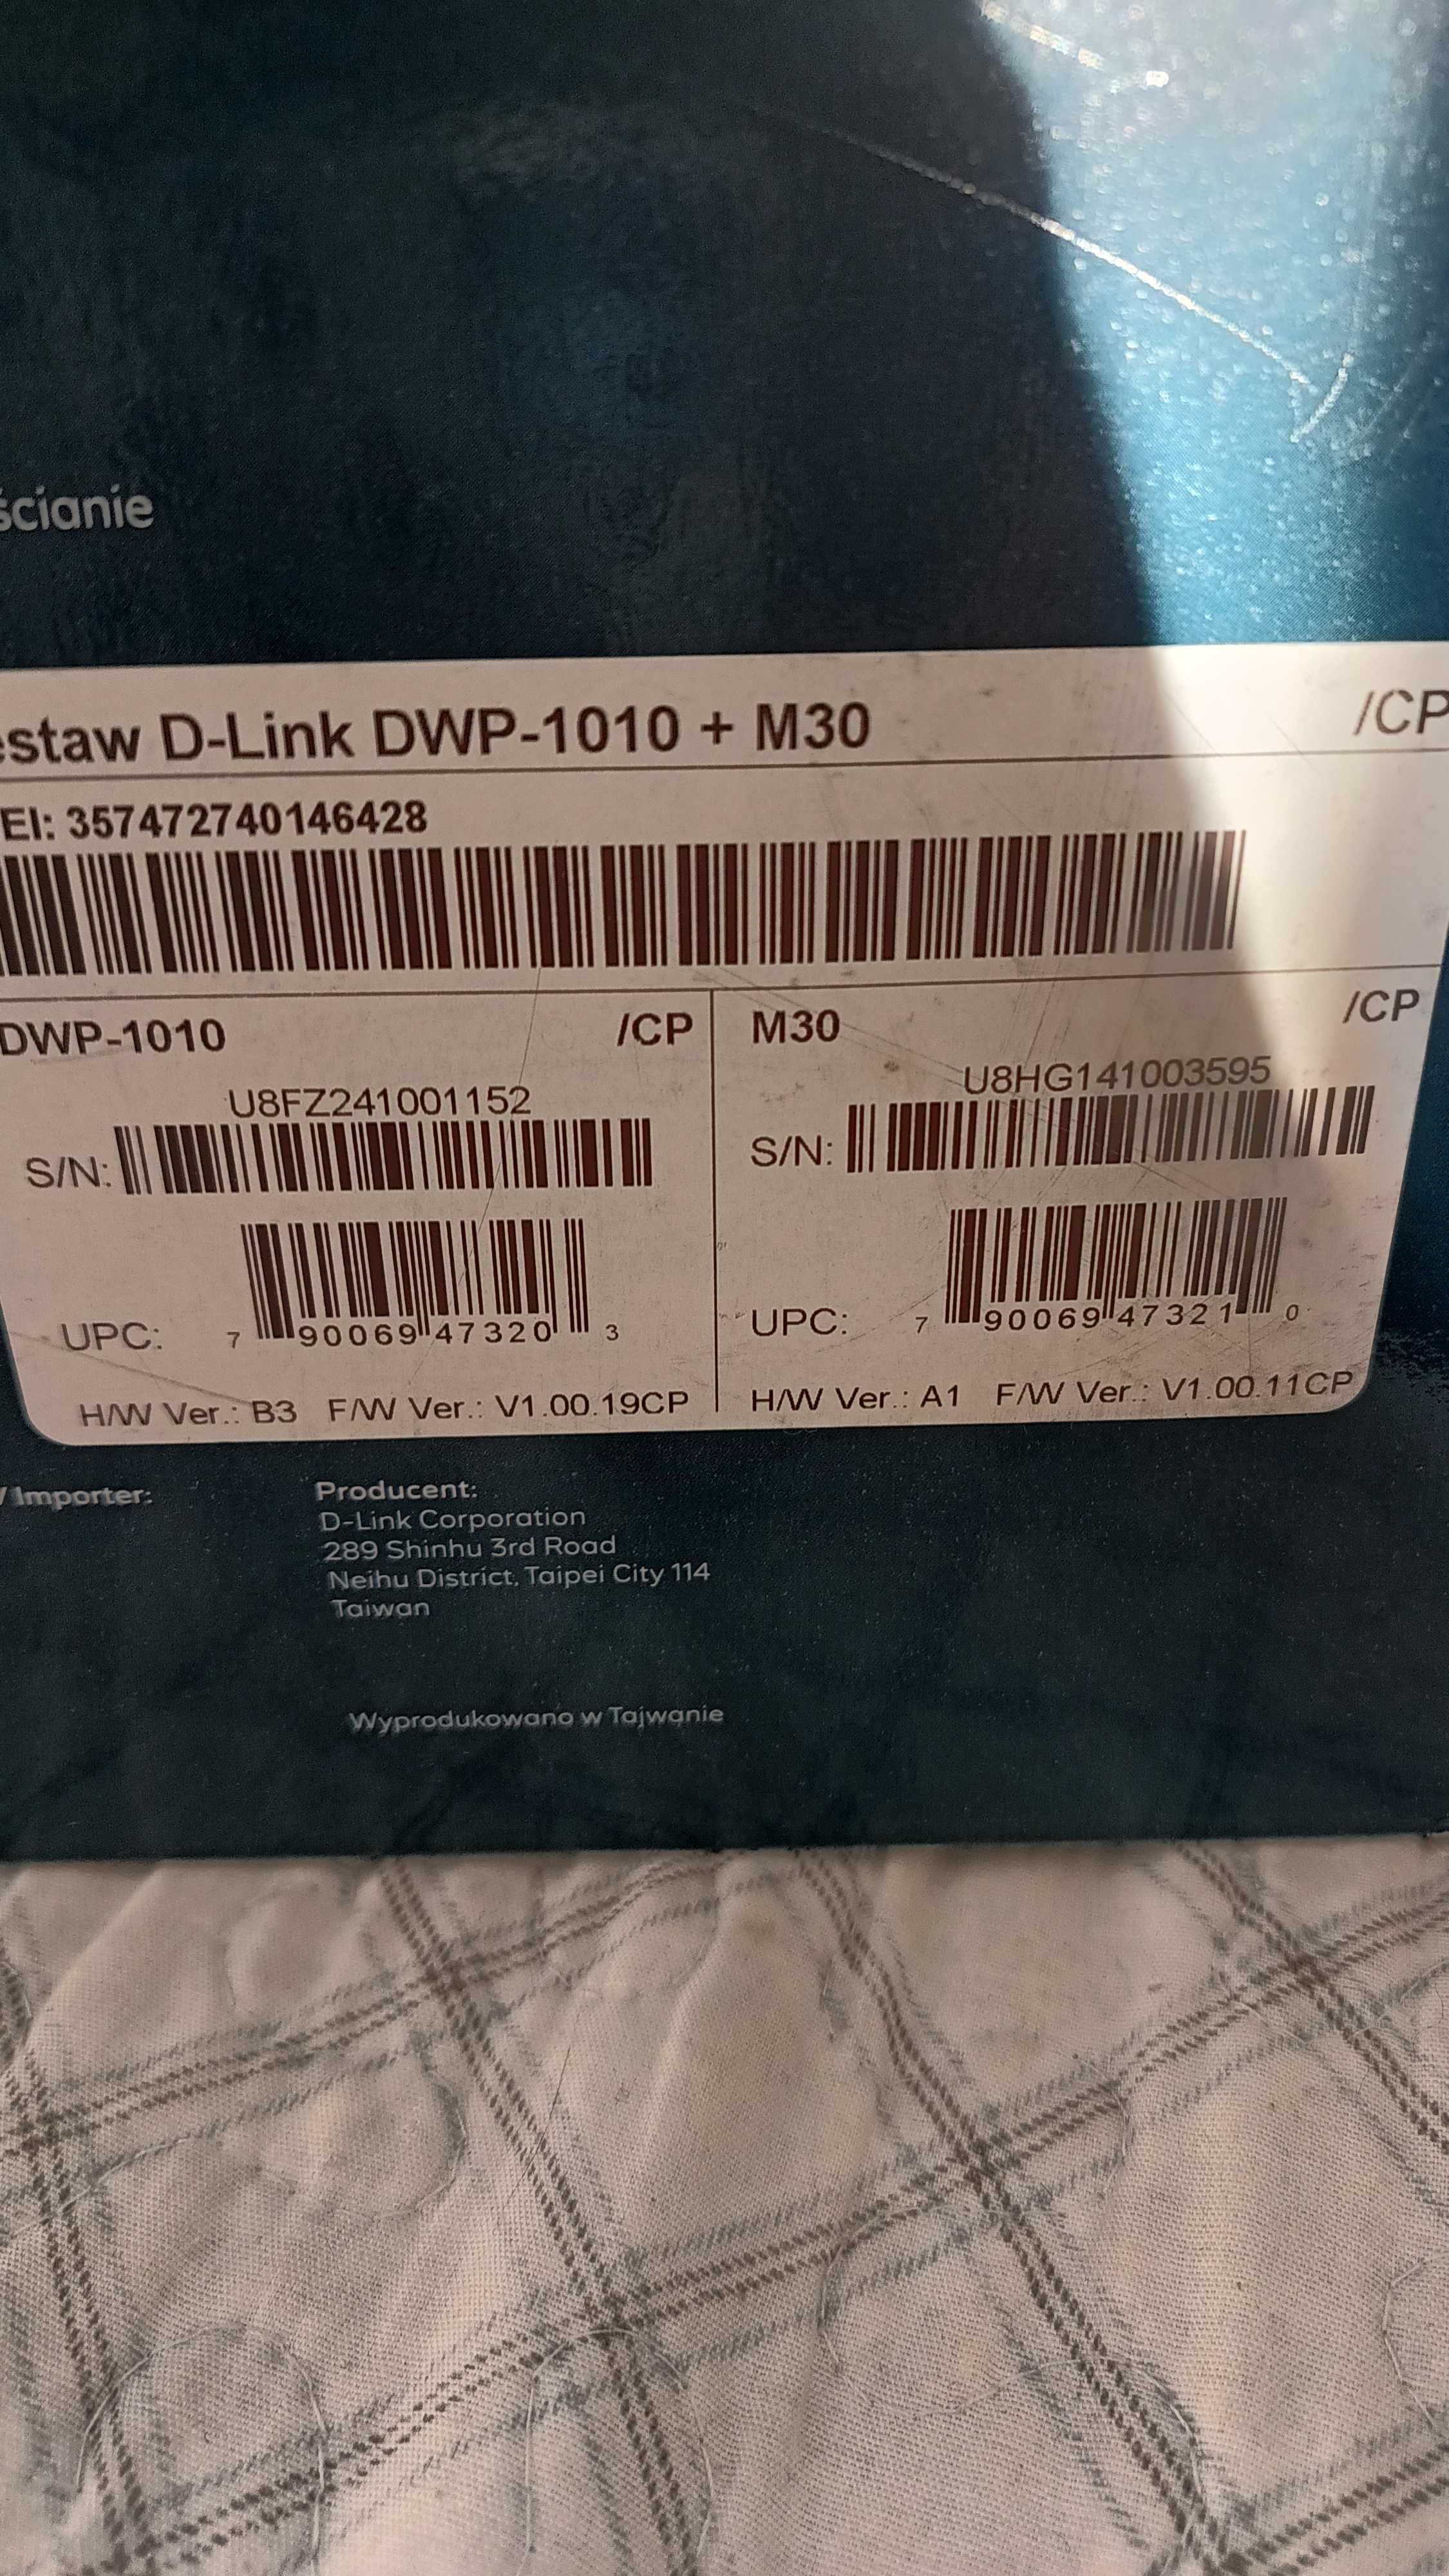 ścianie
estaw D-Link DWP-1010 + M30 /CP
EI: 357472740146428
DWP-1010 /CP
U8FZ241001152
S/N:
UPC: 7 90069 47320 3
H/W Ver.: B3 F/W Ver.: V1.00.19CP
M30 /CP
U8HG141003595
S/N:
UPC: 7 90069 47321 0
H/W Ver.: A1 F/W Ver.: V1.00.11CP
/ Importer:
Producent:
D-Link Corporation
289 Shinhu 3rd Road
Neihu District, Taipei City 114
Taiwan
Wyprodukowano w Tajwanie